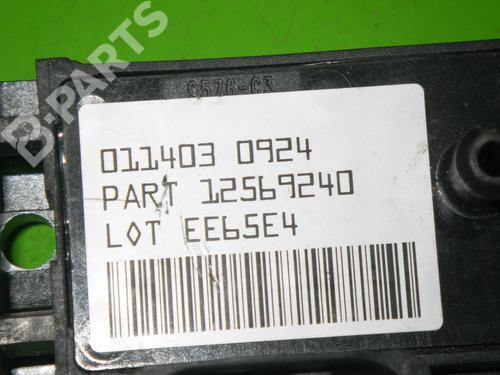 B-PARTS
9576-C3
011403 0924
PART 12569240
LOT EE65E4